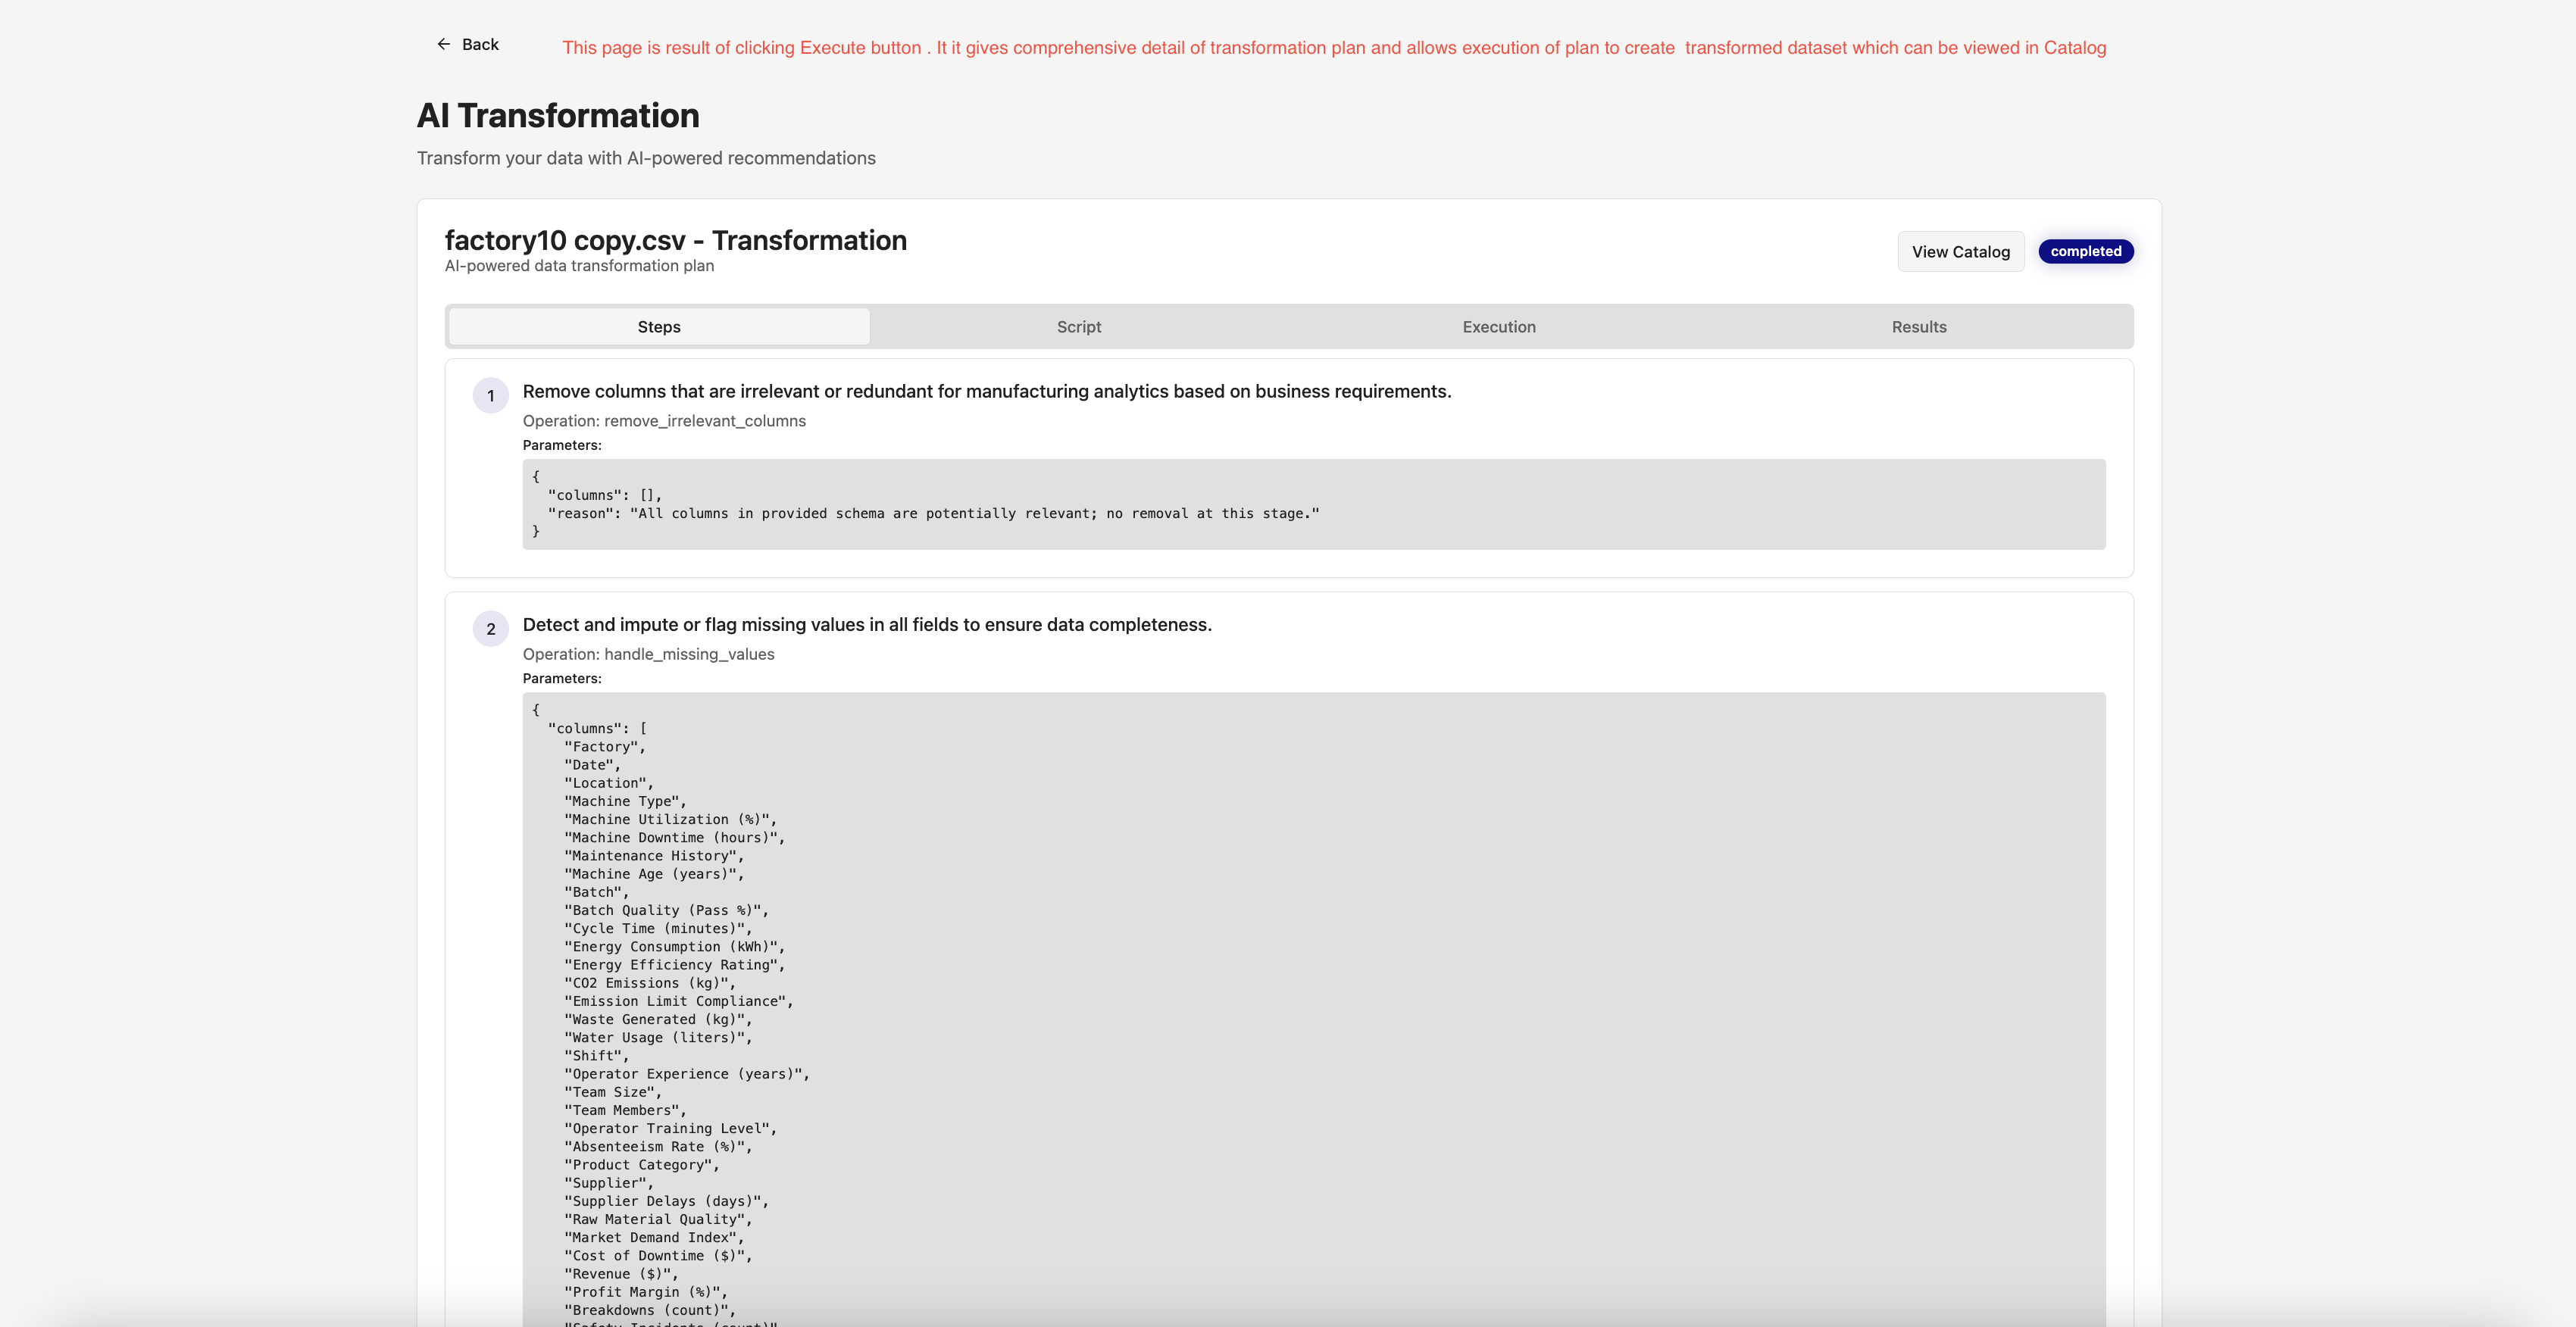 Back
This page is result of clicking Execute button . It it gives comprehensive detail of transformation plan and allows execution of plan to create  transformed dataset which can be viewed in Catalog
AI Transformation
Transform your data with AI-powered recommendations
factory10 copy.csv - Transformation
AI-powered data transformation plan
View Catalog
completed
Steps
Script
Execution
Results
1
Remove columns that are irrelevant or redundant for manufacturing analytics based on business requirements.
Operation: remove_irrelevant_columns
Parameters:
{
"columns": [],
"reason": "All columns in provided schema are potentially relevant; no removal at this stage."
}
2
Detect and impute or flag missing values in all fields to ensure data completeness.
Operation: handle_missing_values
Parameters:
{
"columns": [
"Factory",
"Date",
"Location",
"Machine Type",
"Machine Utilization (%)",
"Machine Downtime (hours)",
"Maintenance History",
"Machine Age (years)",
"Batch",
"Batch Quality (Pass %)",
"Cycle Time (minutes)",
"Energy Consumption (kWh)",
"Energy Efficiency Rating",
"CO2 Emissions (kg)",
"Emission Limit Compliance",
"Waste Generated (kg)",
"Water Usage (liters)",
"Shift",
"Operator Experience (years)",
"Team Size",
"Team Members",
"Operator Training Level",
"Absenteeism Rate (%)",
"Product Category",
"Supplier",
"Supplier Delays (days)",
"Raw Material Quality",
"Market Demand Index",
"Cost of Downtime ($)",
"Revenue ($)",
"Profit Margin (%)",
"Breakdowns (count)",
"Safety Incidents (count)"